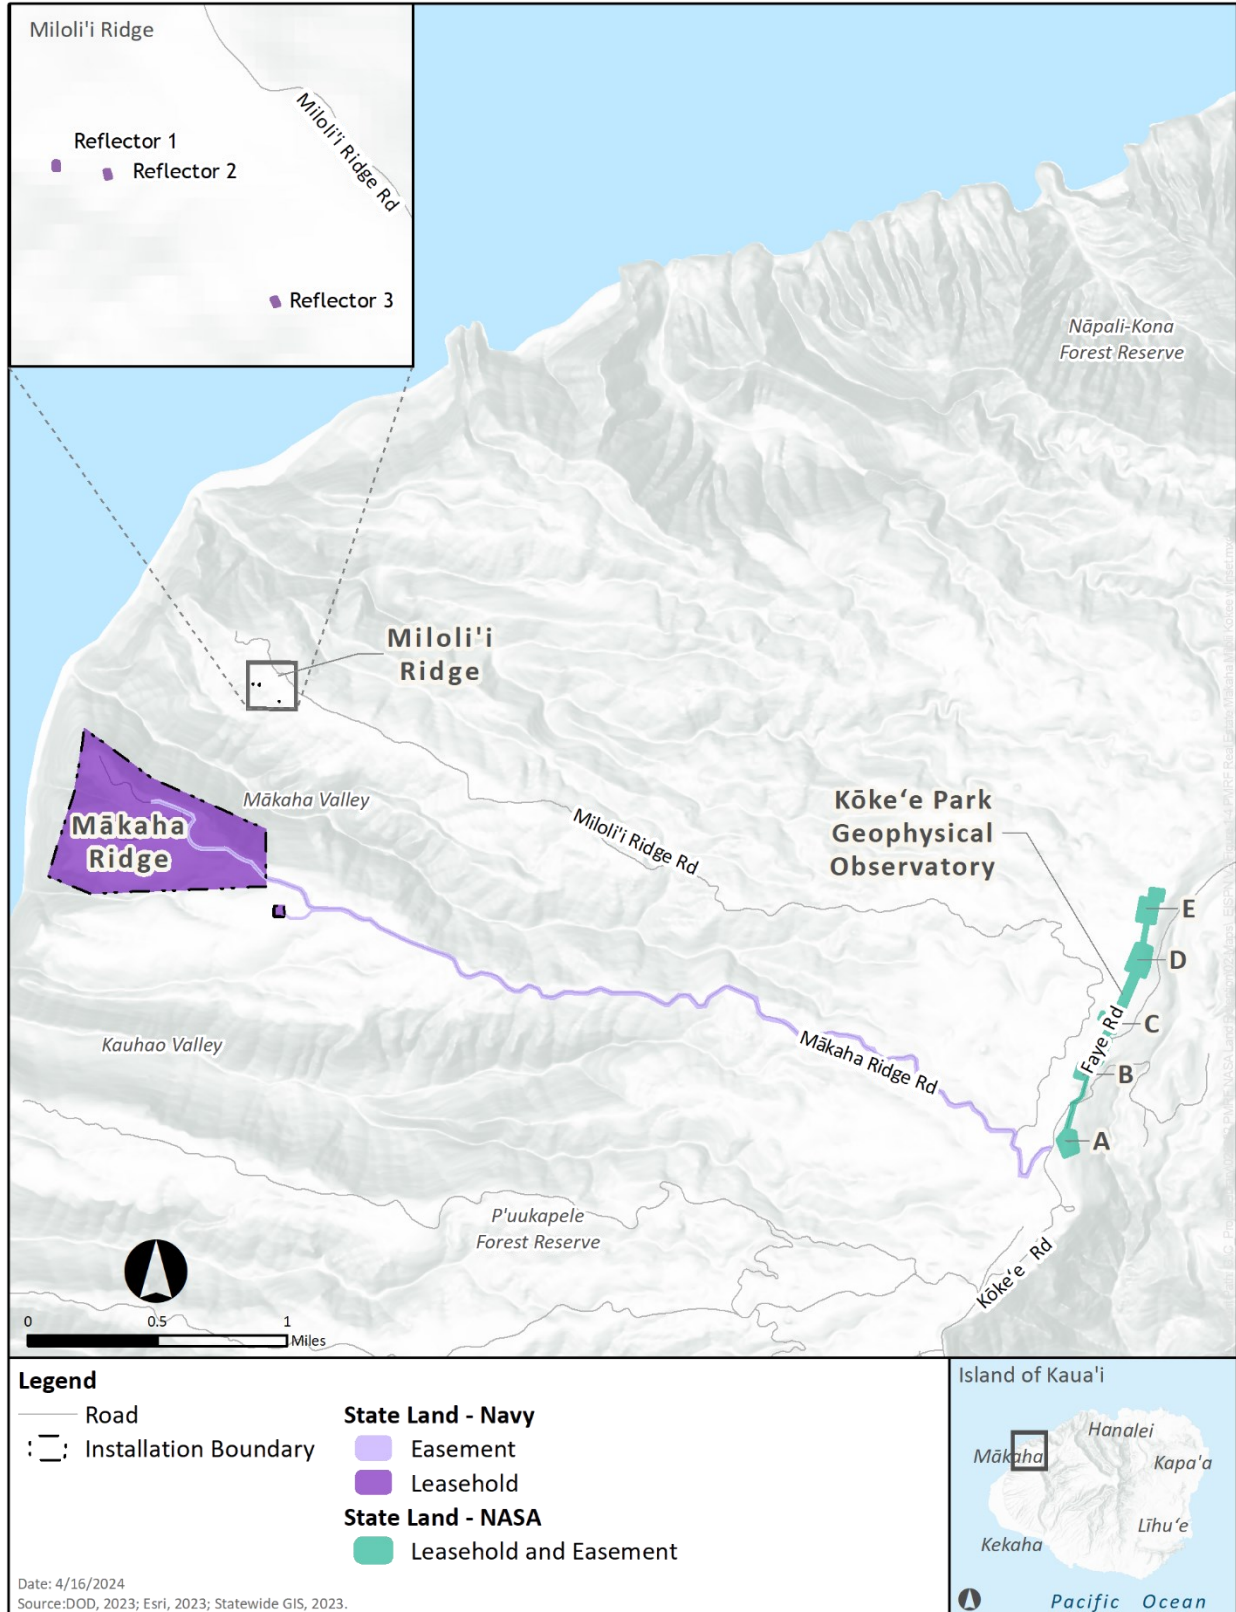 Miloli'i Ridge
Miloli'i Ridge Rd
Reflector 1
Reflector 2
Reflector 3
Nāpali-Kona
Forest Reserve
Miloli'i
Ridge
Mākaha Valley
Mākaha
Ridge
Miloli'i Ridge Rd
Kōke‘e Park
Geophysical
Observatory
E
D
C
Faye Rd
B
A
Kauhao Valley
Mākaha Ridge Rd
P'uukapele
Forest Reserve
Kōke‘e Rd
0 0.5 1
Miles
Legend
Road
Installation Boundary
State Land - Navy
Easement
Leasehold
State Land - NASA
Leasehold and Easement
Date: 4/16/2024
Source:DOD, 2023; Esri, 2023; Statewide GIS, 2023.
Island of Kaua'i
Hanalei
Mākaha
Kapa'a
Līhu‘e
Kekaha
Pacific Ocean